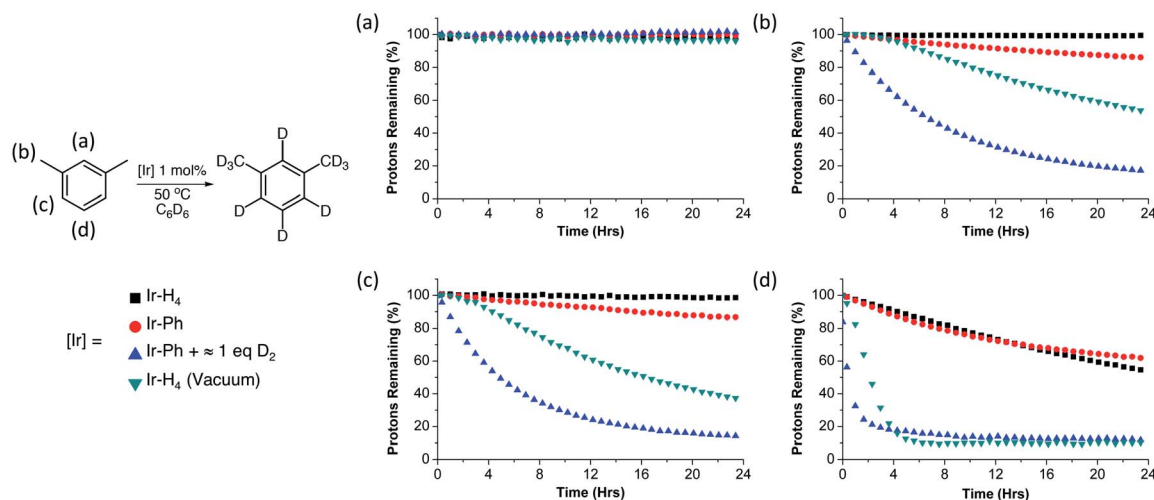 (a)
(b)
[Ir] 1 mol%
50 °C
C₆D₆
(c)
(d)
D
D₃C
CD₃
D
D
D
[Ir] =
Ir-H₄
Ir-Ph
Ir-Ph + ≈ 1 eq D₂
Ir-H₄ (Vacuum)
(a)
Protons Remaining (%)
100
80
60
40
20
0
0 4 8 12 16 20 24
Time (Hrs)
(b)
Protons Remaining (%)
100
80
60
40
20
0
0 4 8 12 16 20 24
Time (Hrs)
(c)
Protons Remaining (%)
100
80
60
40
20
0
0 4 8 12 16 20 24
Time (Hrs)
(d)
Protons Remaining (%)
100
80
60
40
20
0
0 4 8 12 16 20 24
Time (Hrs)